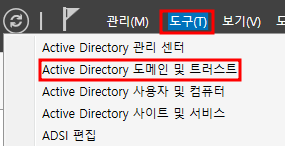 관리(M) 도구(T) 보기(V)
Active Directory 관리 센터
Active Directory 도메인 및 트러스트
Active Directory 사용자 및 컴퓨터
Active Directory 사이트 및 서비스
ADSI 편집